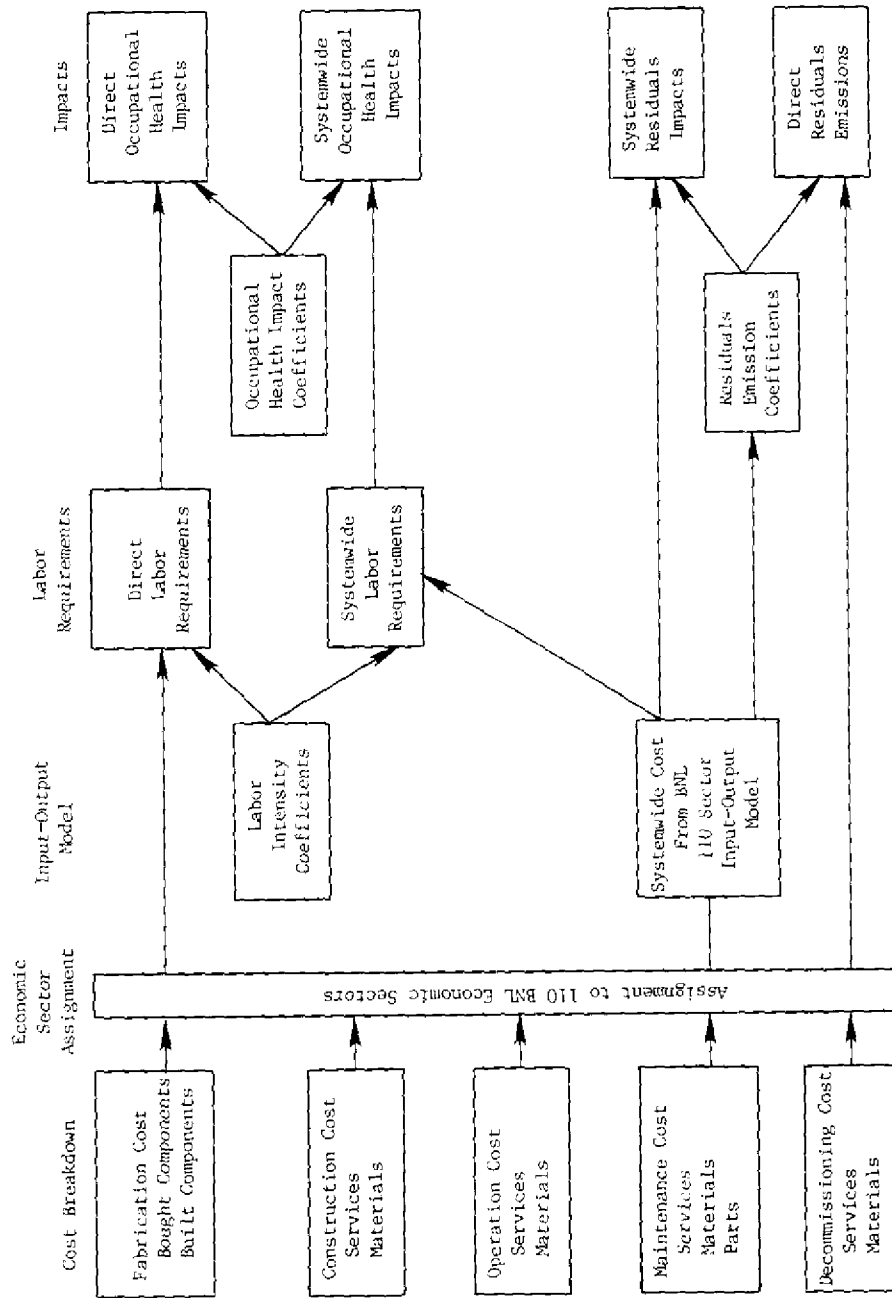 Cost Breakdown
Economic
Sector
Assignment
Input-Output
Model
Labor
Requirements
Impacts
Fabrication Cost
Bought Components
Built Components
Construction Cost
Services
Materials
Operation Cost
Services
Materials
Maintenance Cost
Services
Materials
Parts
Decommissioning Cost
Services
Materials
Assignment to 110 BNL Economic Sectors
Labor
Intensity
Coefficients
Systemwide Cost
From BNL
110 Sector
Input-Output
Model
Direct
Labor
Requirements
Systemwide
Labor
Requirements
Occupational
Health Impact
Coefficients
Residuals
Emission
Coefficients
Direct
Occupational
Health
Impacts
Systemwide
Occupational
Health
Impacts
Systemwide
Residuals
Impacts
Direct
Residuals
Emissions